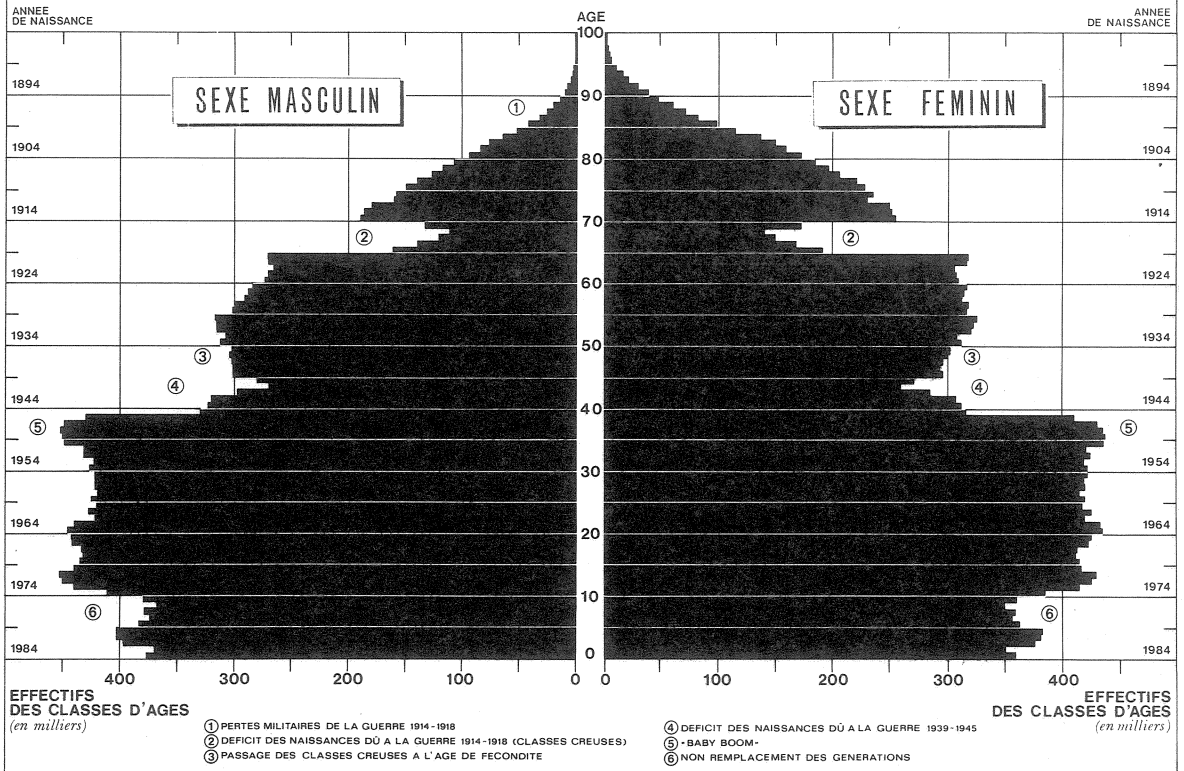 ANNEE
DE NAISSANCE
AGE
ANNEE
DE NAISSANCE
100
SEXE MASCULIN
SEXE FEMININ
1894
90
1894
①
1904
80
1904
1914
70
1914
②
②
1924
60
1924
1934
50
1934
③
③
④
④
1944
40
1944
⑤
⑤
1954
30
1954
1964
20
1964
1974
10
1974
⑥
⑥
1984
0
1984
400 300 200 100 0 0 100 200 300 400
EFFECTIFS
DES CLASSES D'AGES
(en milliers)
EFFECTIFS
DES CLASSES D'AGES
(en milliers)
① PERTES MILITAIRES DE LA GUERRE 1914-1918
② DEFICIT DES NAISSANCES DÛ A LA GUERRE 1914-1918 (CLASSES CREUSES)
③ PASSAGE DES CLASSES CREUSES A L'AGE DE FECONDITE
④ DEFICIT DES NAISSANCES DÛ A LA GUERRE 1939-1945
⑤ -BABY BOOM-
⑥ NON REMPLACEMENT DES GENERATIONS